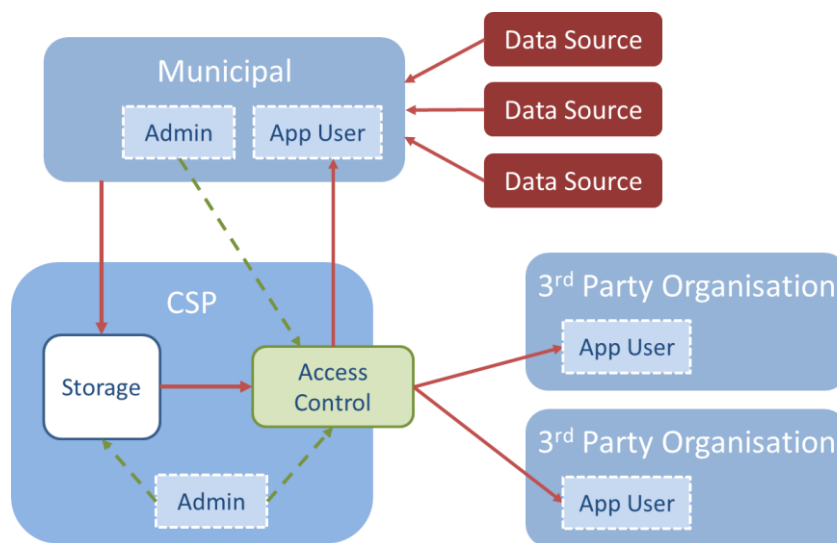 Municipal
Admin
App User
Data Source
Data Source
Data Source
CSP
Storage
Access
Control
Admin
3rd Party Organisation
App User
3rd Party Organisation
App User